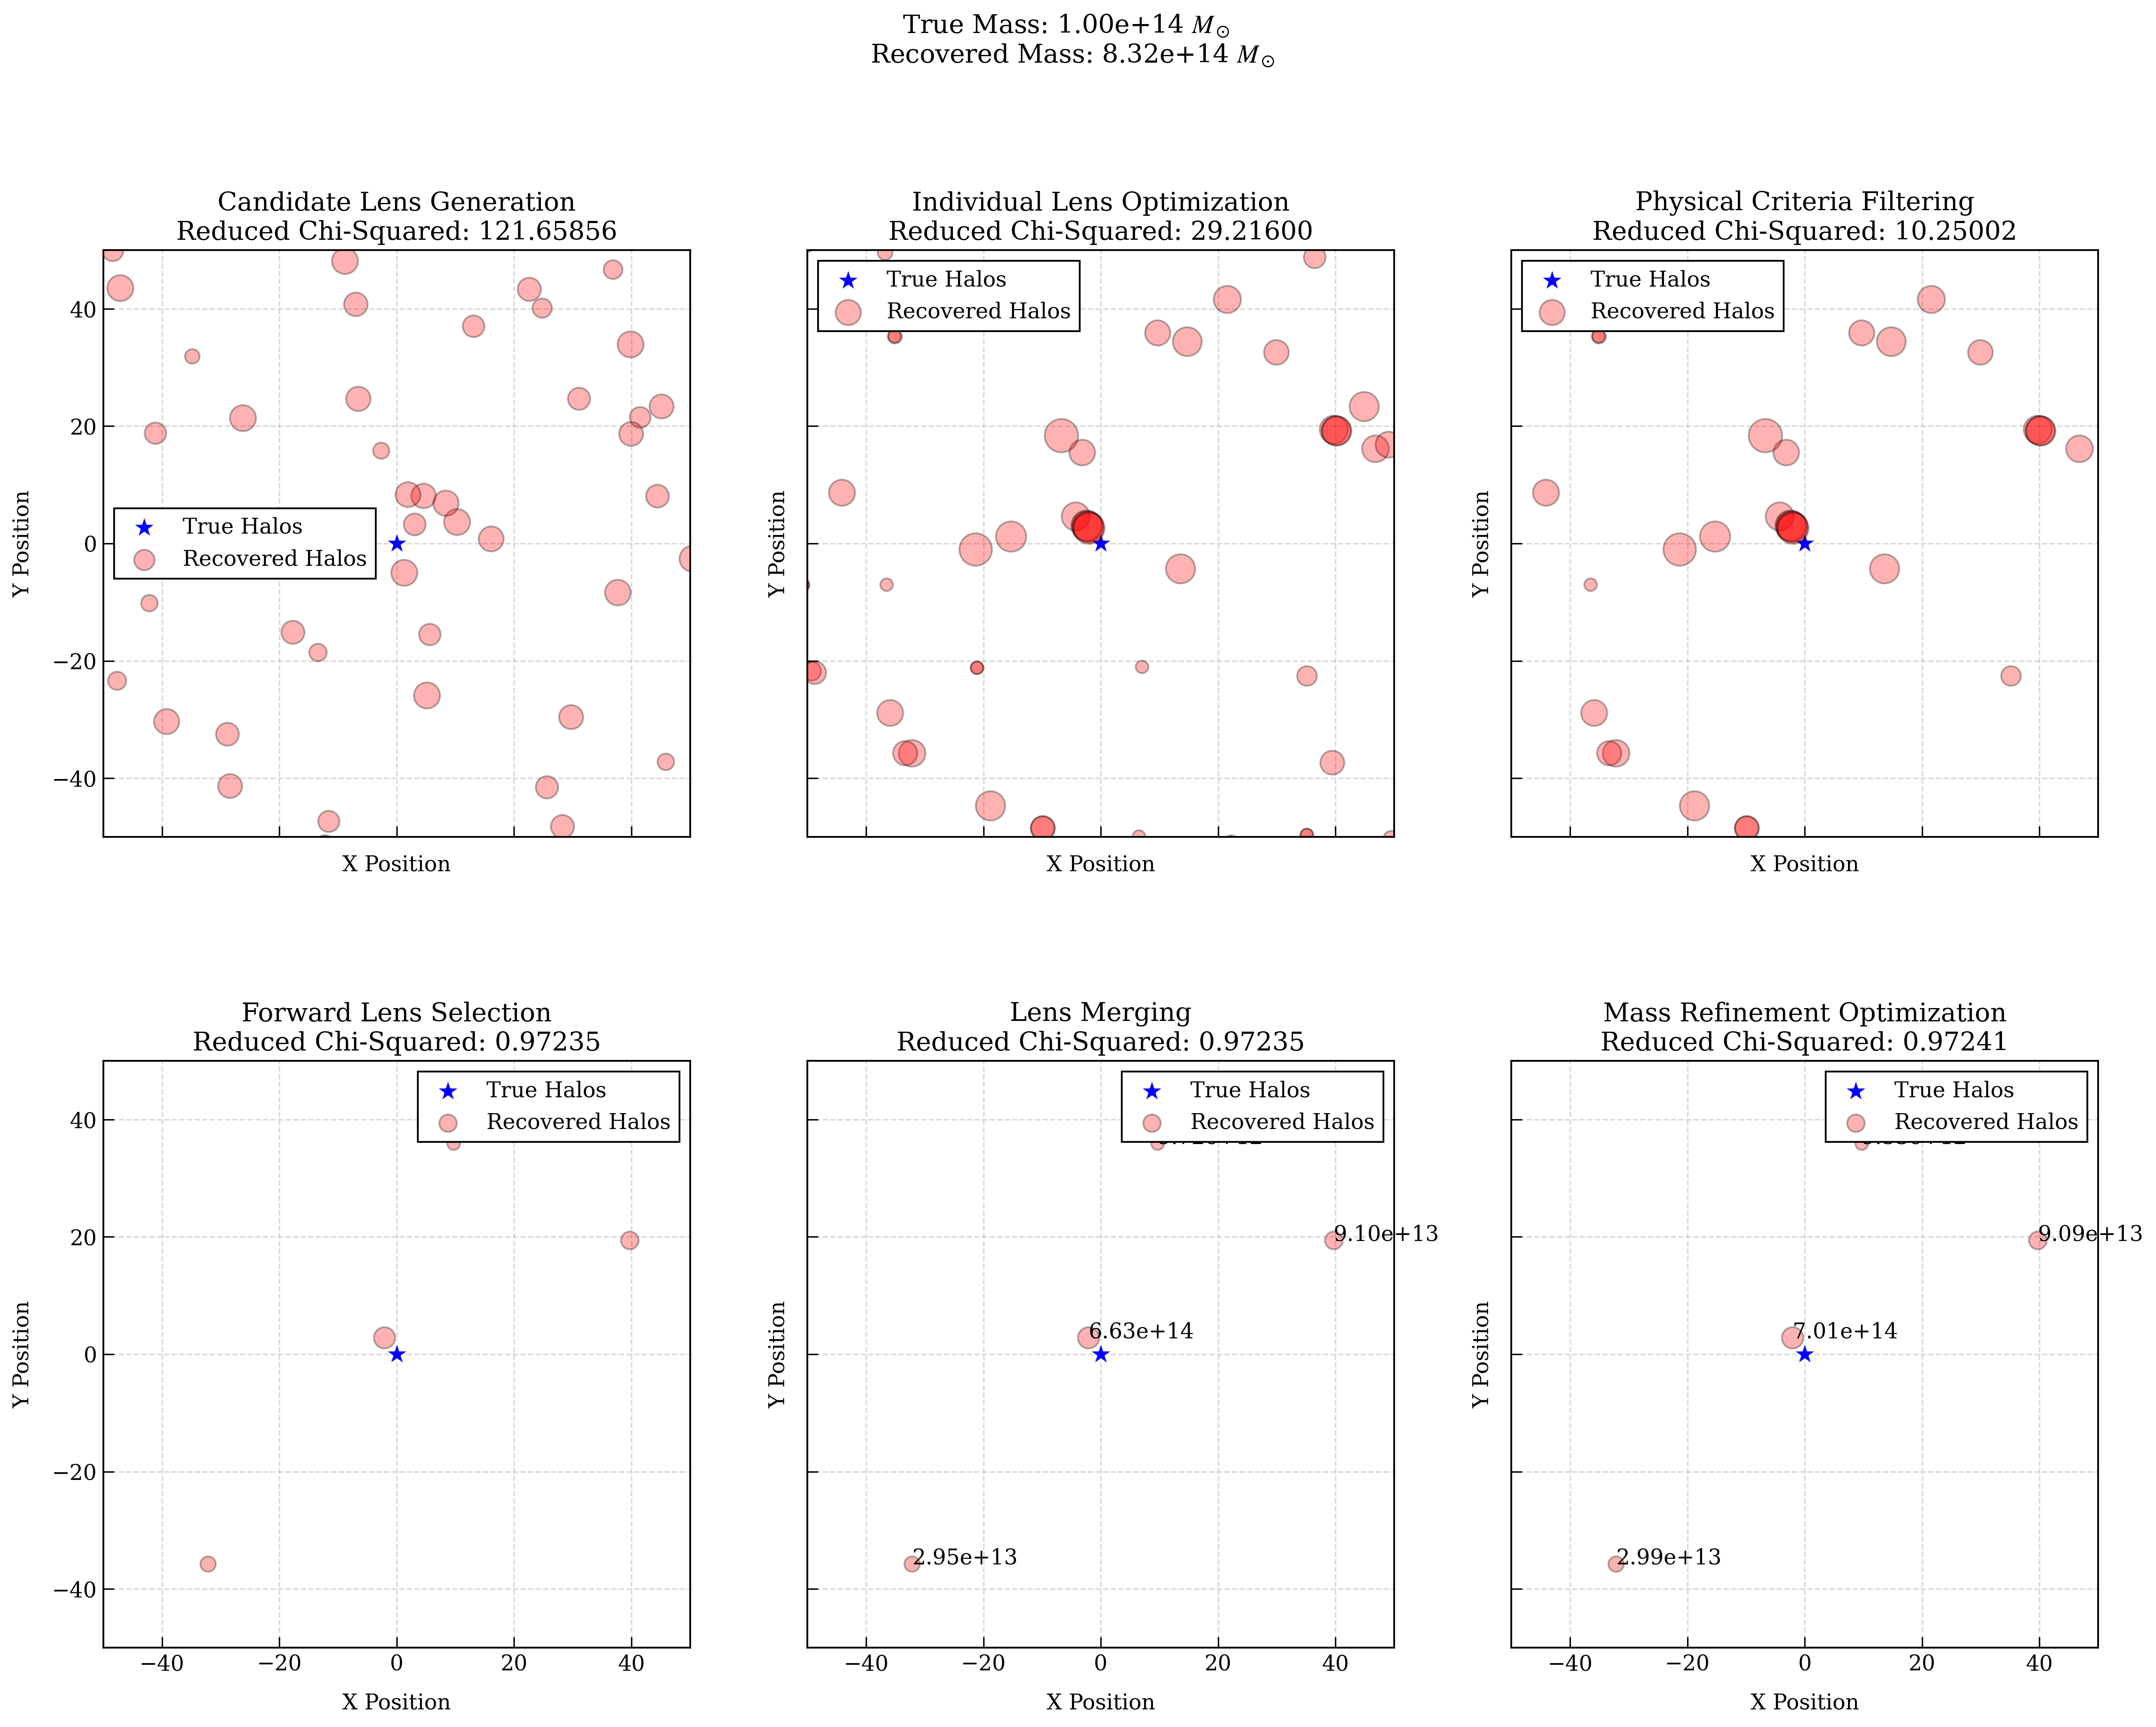 True Mass: 1.00e+14 M⊙
Recovered Mass: 8.32e+14 M⊙
Candidate Lens Generation
Reduced Chi-Squared: 121.65856
Y Position
40
20
0
−20
−40
True Halos
Recovered Halos
X Position
Individual Lens Optimization
Reduced Chi-Squared: 29.21600
Y Position
True Halos
Recovered Halos
X Position
Physical Criteria Filtering
Reduced Chi-Squared: 10.25002
Y Position
True Halos
Recovered Halos
X Position
Forward Lens Selection
Reduced Chi-Squared: 0.97235
Y Position
40
20
0
−20
−40
True Halos
Recovered Halos
−40 −20 0 20 40
X Position
Lens Merging
Reduced Chi-Squared: 0.97235
Y Position
True Halos
Recovered Halos
9.10e+13
6.63e+14
2.95e+13
−40 −20 0 20 40
X Position
Mass Refinement Optimization
Reduced Chi-Squared: 0.97241
Y Position
True Halos
Recovered Halos
9.09e+13
7.01e+14
2.99e+13
−40 −20 0 20 40
X Position